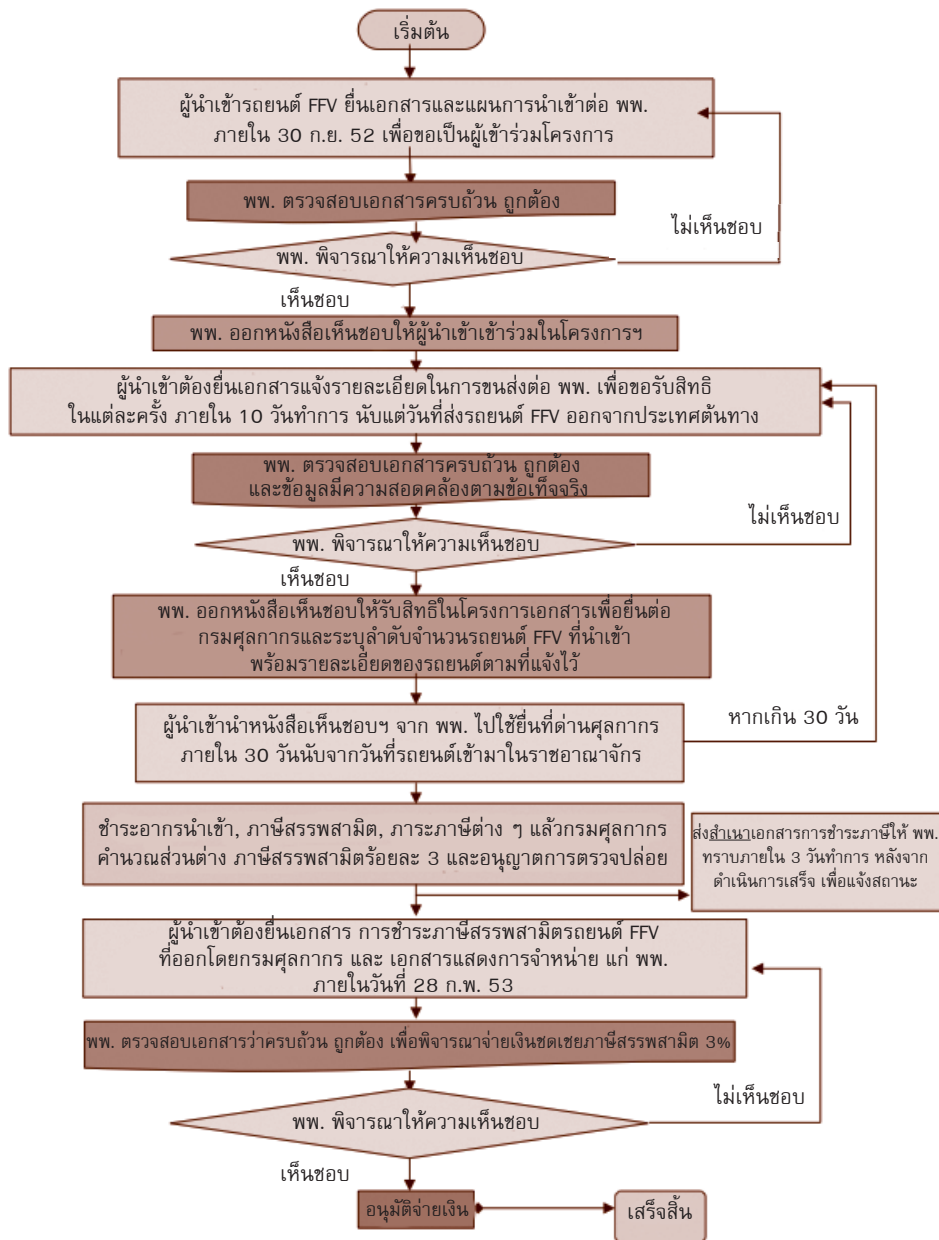 เริ่มต้น
ผู้นำเข้ารถยนต์ FFV ยื่นเอกสารและแผนการนำเข้าต่อ พพ.
ภายใน 30 ก.ย. 52 เพื่อขอเป็นผู้เข้าร่วมโครงการ
พพ. ตรวจสอบเอกสารครบถ้วน ถูกต้อง
ไม่เห็นชอบ
พพ. พิจารณาให้ความเห็นชอบ
เห็นชอบ
พพ. ออกหนังสือเห็นชอบให้ผู้นำเข้าเข้าร่วมในโครงการฯ
ผู้นำเข้าต้องยื่นเอกสารแจ้งรายละเอียดในการขนส่งต่อ พพ. เพื่อขอรับสิทธิ
ในแต่ละครั้ง ภายใน 10 วันทำการ นับแต่วันที่ส่งรถยนต์ FFV ออกจากประเทศต้นทาง
พพ. ตรวจสอบเอกสารครบถ้วน ถูกต้อง
และข้อมูลมีความสอดคล้องตามข้อเท็จจริง
ไม่เห็นชอบ
พพ. พิจารณาให้ความเห็นชอบ
เห็นชอบ
พพ. ออกหนังสือเห็นชอบให้รับสิทธิในโครงการเอกสารเพื่อยื่นต่อ
กรมศุลกากรและระบุลำดับจำนวนรถยนต์ FFV ที่นำเข้า
พร้อมรายละเอียดของรถยนต์ตามที่แจ้งไว้
ผู้นำเข้านำหนังสือเห็นชอบฯ จาก พพ. ไปใช้ยื่นที่ด่านศุลกากร
ภายใน 30 วันนับจากวันที่รถยนต์เข้ามาในราชอาณาจักร
หากเกิน 30 วัน
ชำระอากรนำเข้า, ภาษีสรรพสามิต, ภาระภาษีต่าง ๆ แล้วกรมศุลกากร
คำนวณส่วนต่าง ภาษีสรรพสามิตร้อยละ 3 และอนุญาตการตรวจปล่อย
ส่งสำเนาเอกสารการชำระภาษีให้ พพ.
ทราบภายใน 3 วันทำการ หลังจาก
ดำเนินการเสร็จ เพื่อแจ้งสถานะ
ผู้นำเข้าต้องยื่นเอกสาร การชำระภาษีสรรพสามิตรถยนต์ FFV
ที่ออกโดยกรมศุลกากร และ เอกสารแสดงการจำหน่าย แก่ พพ.
ภายในวันที่ 28 ก.พ. 53
พพ. ตรวจสอบเอกสารว่าครบถ้วน ถูกต้อง เพื่อพิจารณาจ่ายเงินชดเชยภาษีสรรพสามิต 3%
ไม่เห็นชอบ
พพ. พิจารณาให้ความเห็นชอบ
เห็นชอบ
อนุมัติจ่ายเงิน
เสร็จสิ้น